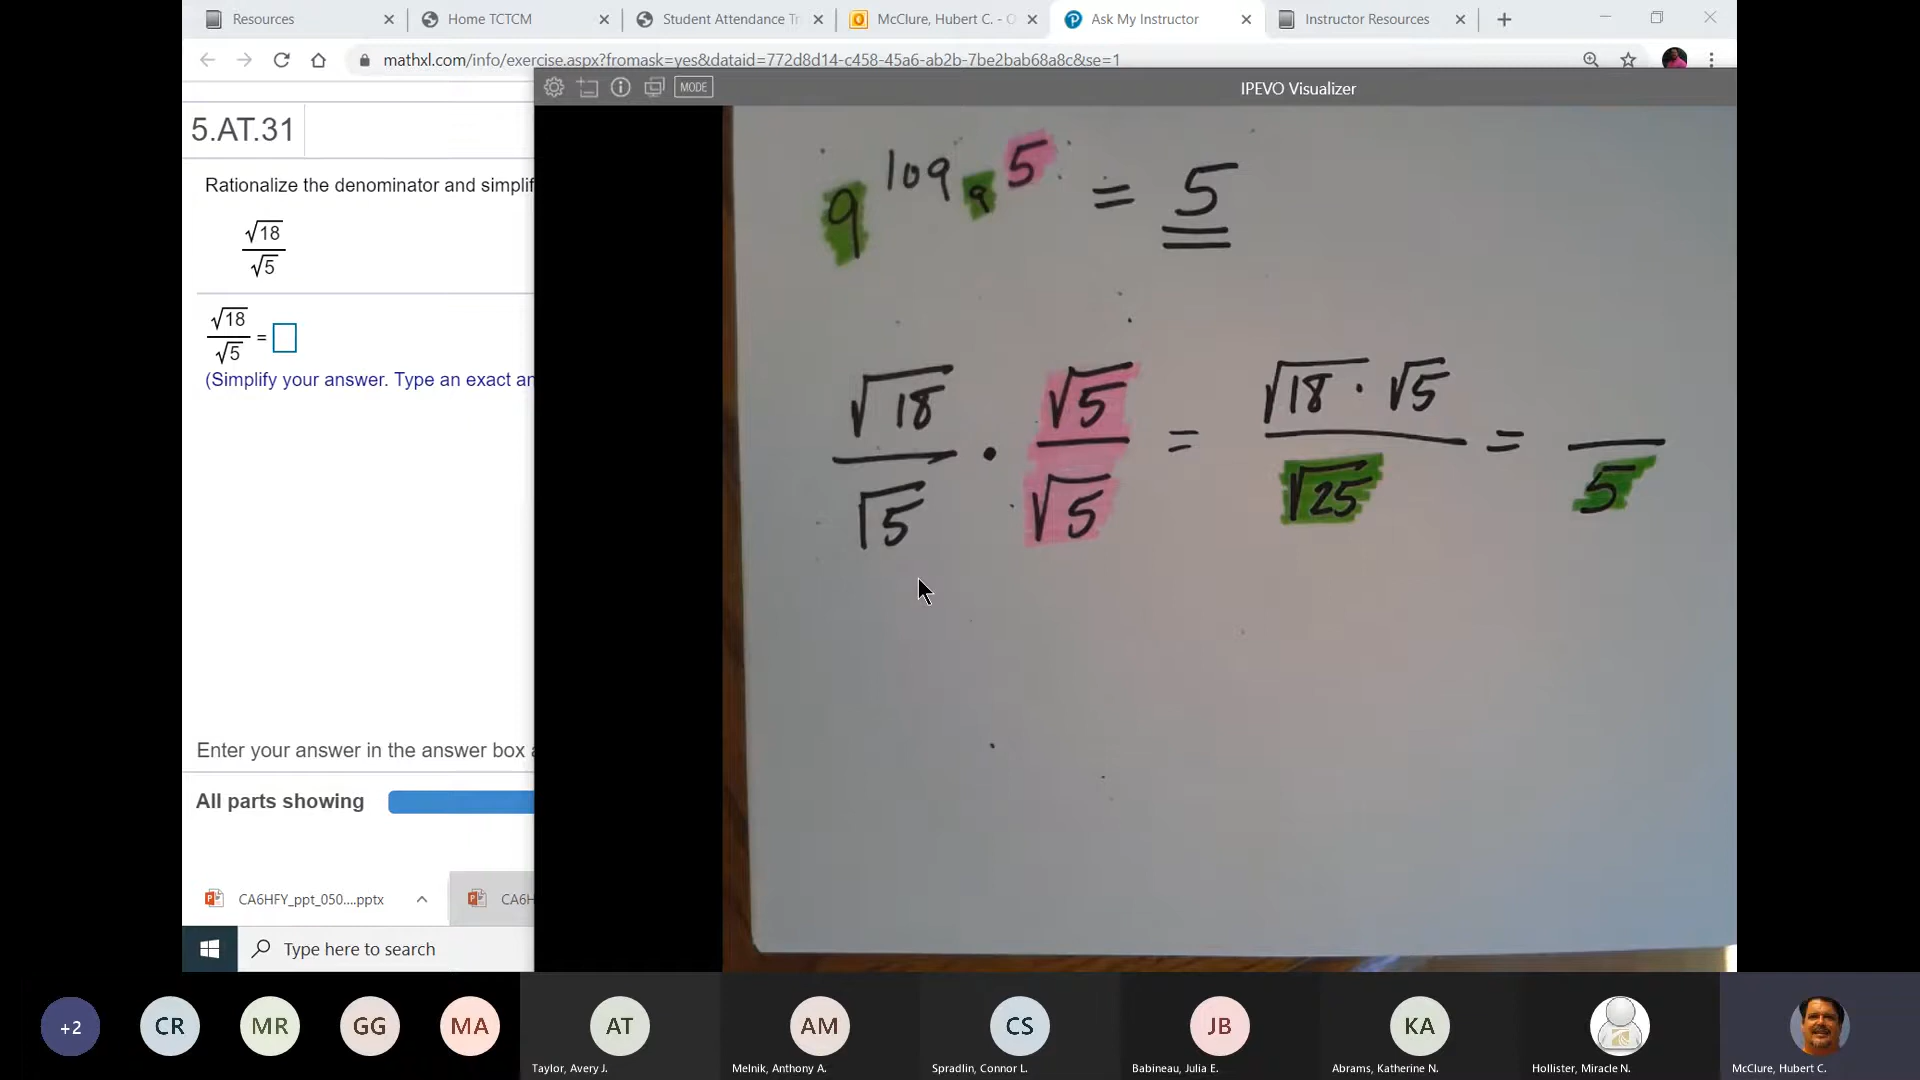 Resources
Home TCTCM
Student Attendance Tr
McClure, Hubert C. - O
Ask My Instructor
Instructor Resources
mathxl.com/info/exercise.aspx?fromask=yes&dataid=772d8d14-c458-45a6-ab2b-7be2bab68a8c&se=1
MODE
IPEVO Visualizer
5.AT.31
Rationalize the denominator and simplif
√18
√5
√18
√5 =
(Simplify your answer. Type an exact an
Enter your answer in the answer box a
All parts showing
9^log₉5 = 5
√18/√5 · √5/√5 = √18 · √5/√25 = /5
CA6HFY_ppt_050....pptx
CA6H
Type here to search
+2
CR
MR
GG
MA
AT
AM
CS
JB
KA
Taylor, Avery J.
Melnik, Anthony A.
Spradlin, Connor L.
Babineau, Julia E.
Abrams, Katherine N.
Hollister, Miracle N.
McClure, Hubert C.